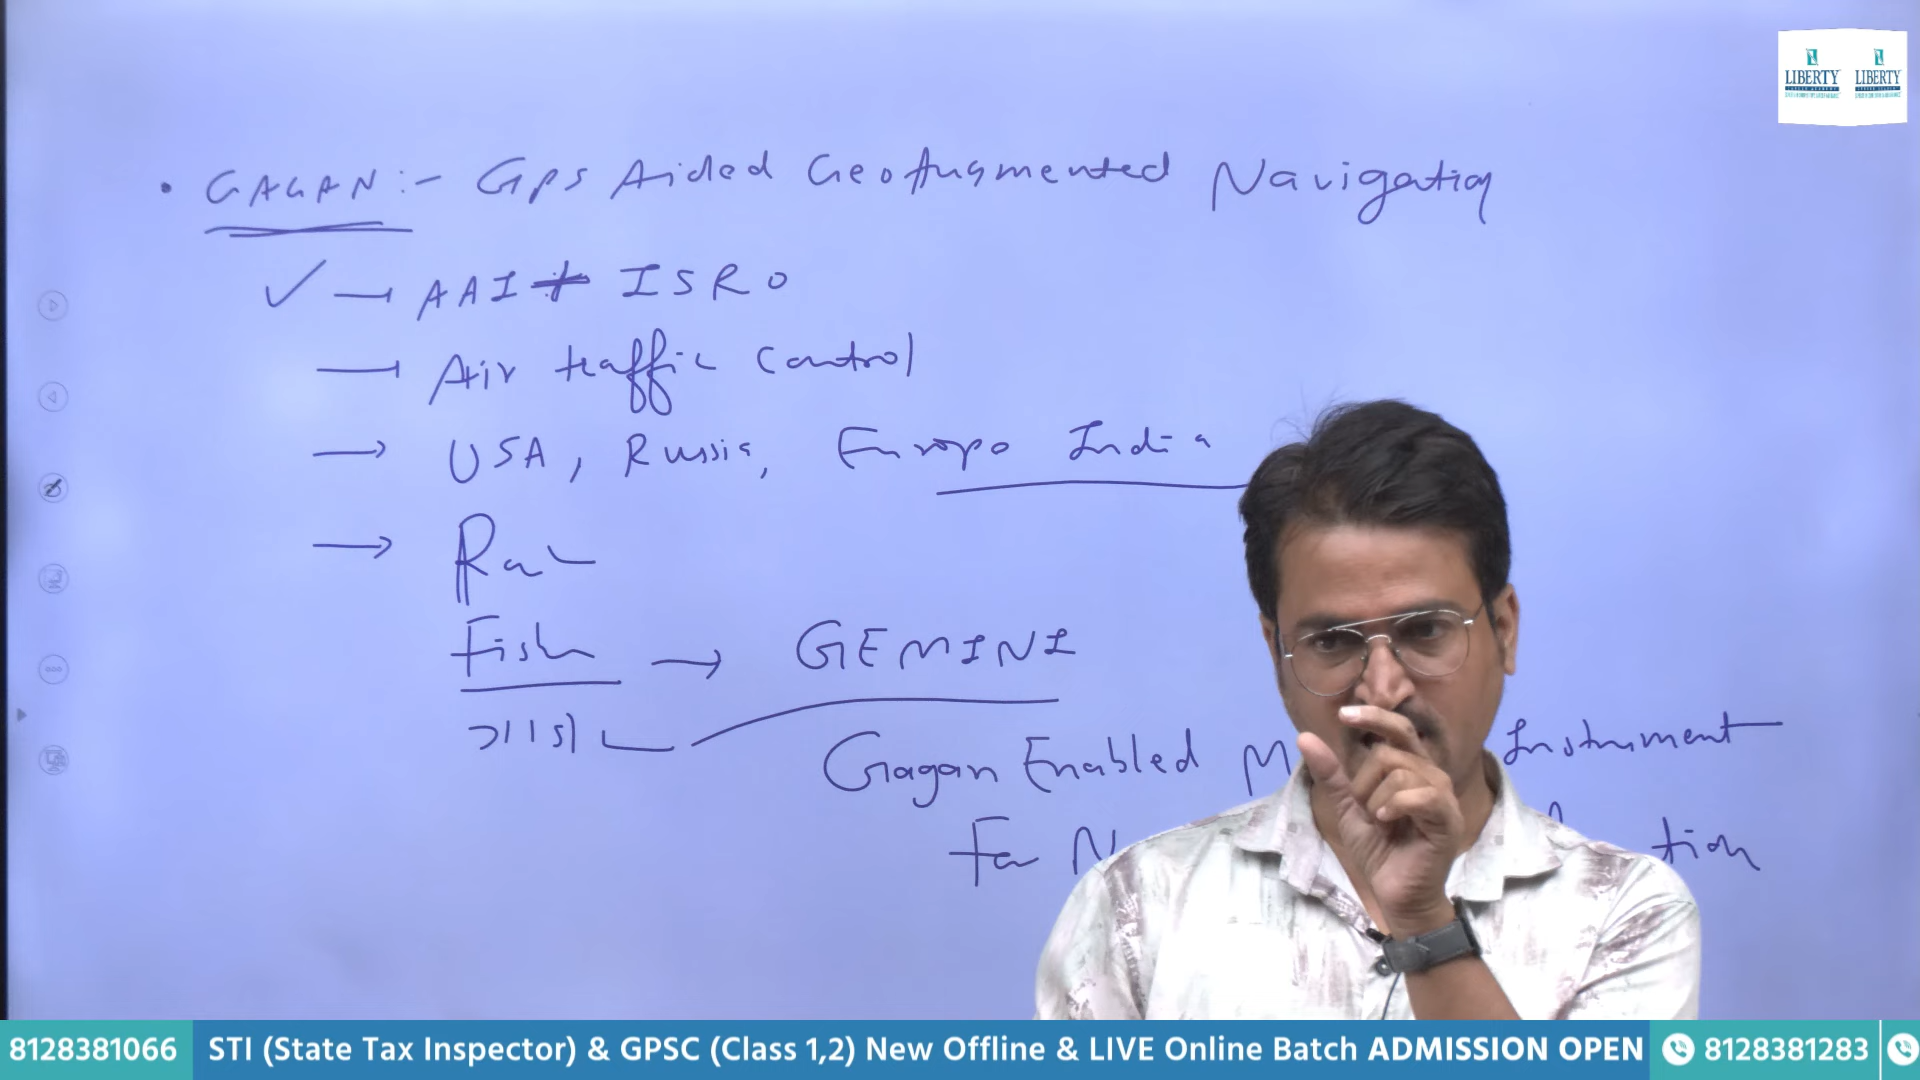 LIBERTY LIBERTY
• GAGAN :- GPS Aided Geo Augmented Navigation
✓ → AAI + ISRO
→ Air traffic Control
→ USA, Russia, Europe India
→ Rail
Fish → GEMINI
Gagan Enabled M Instrument
For N tion
8128381066 STI (State Tax Inspector) & GPSC (Class 1,2) New Offline & LIVE Online Batch ADMISSION OPEN 8128381283